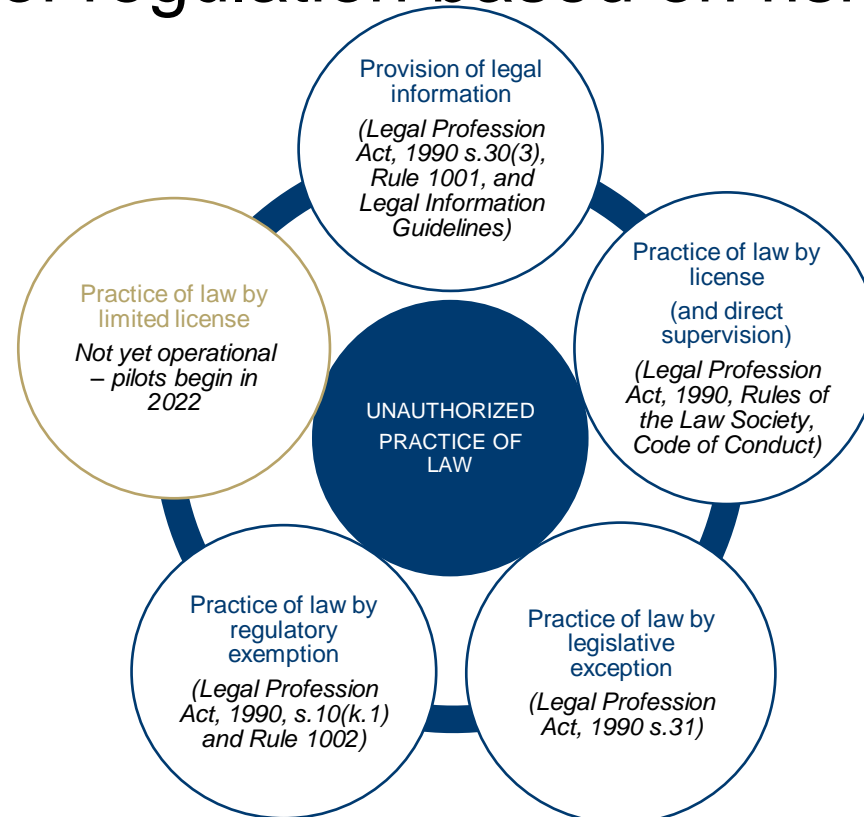 of regulation based on
Provision of legal
information
(Legal Profession
Act, 1990 s.30(3),
Rule 1001, and
Legal Information
Guidelines)
Practice of law by
license
(and direct
supervision)
(Legal Profession
Act, 1990, Rules of
the Law Society,
Code of Conduct)
Practice of law by
legislative
exception
(Legal Profession
Act, 1990 s.31)
Practice of law by
regulatory
exemption
(Legal Profession
Act, 1990, s.10(k.1)
and Rule 1002)
Practice of law by
limited license
Not yet operational
– pilots begin in
2022
UNAUTHORIZED
PRACTICE OF
LAW